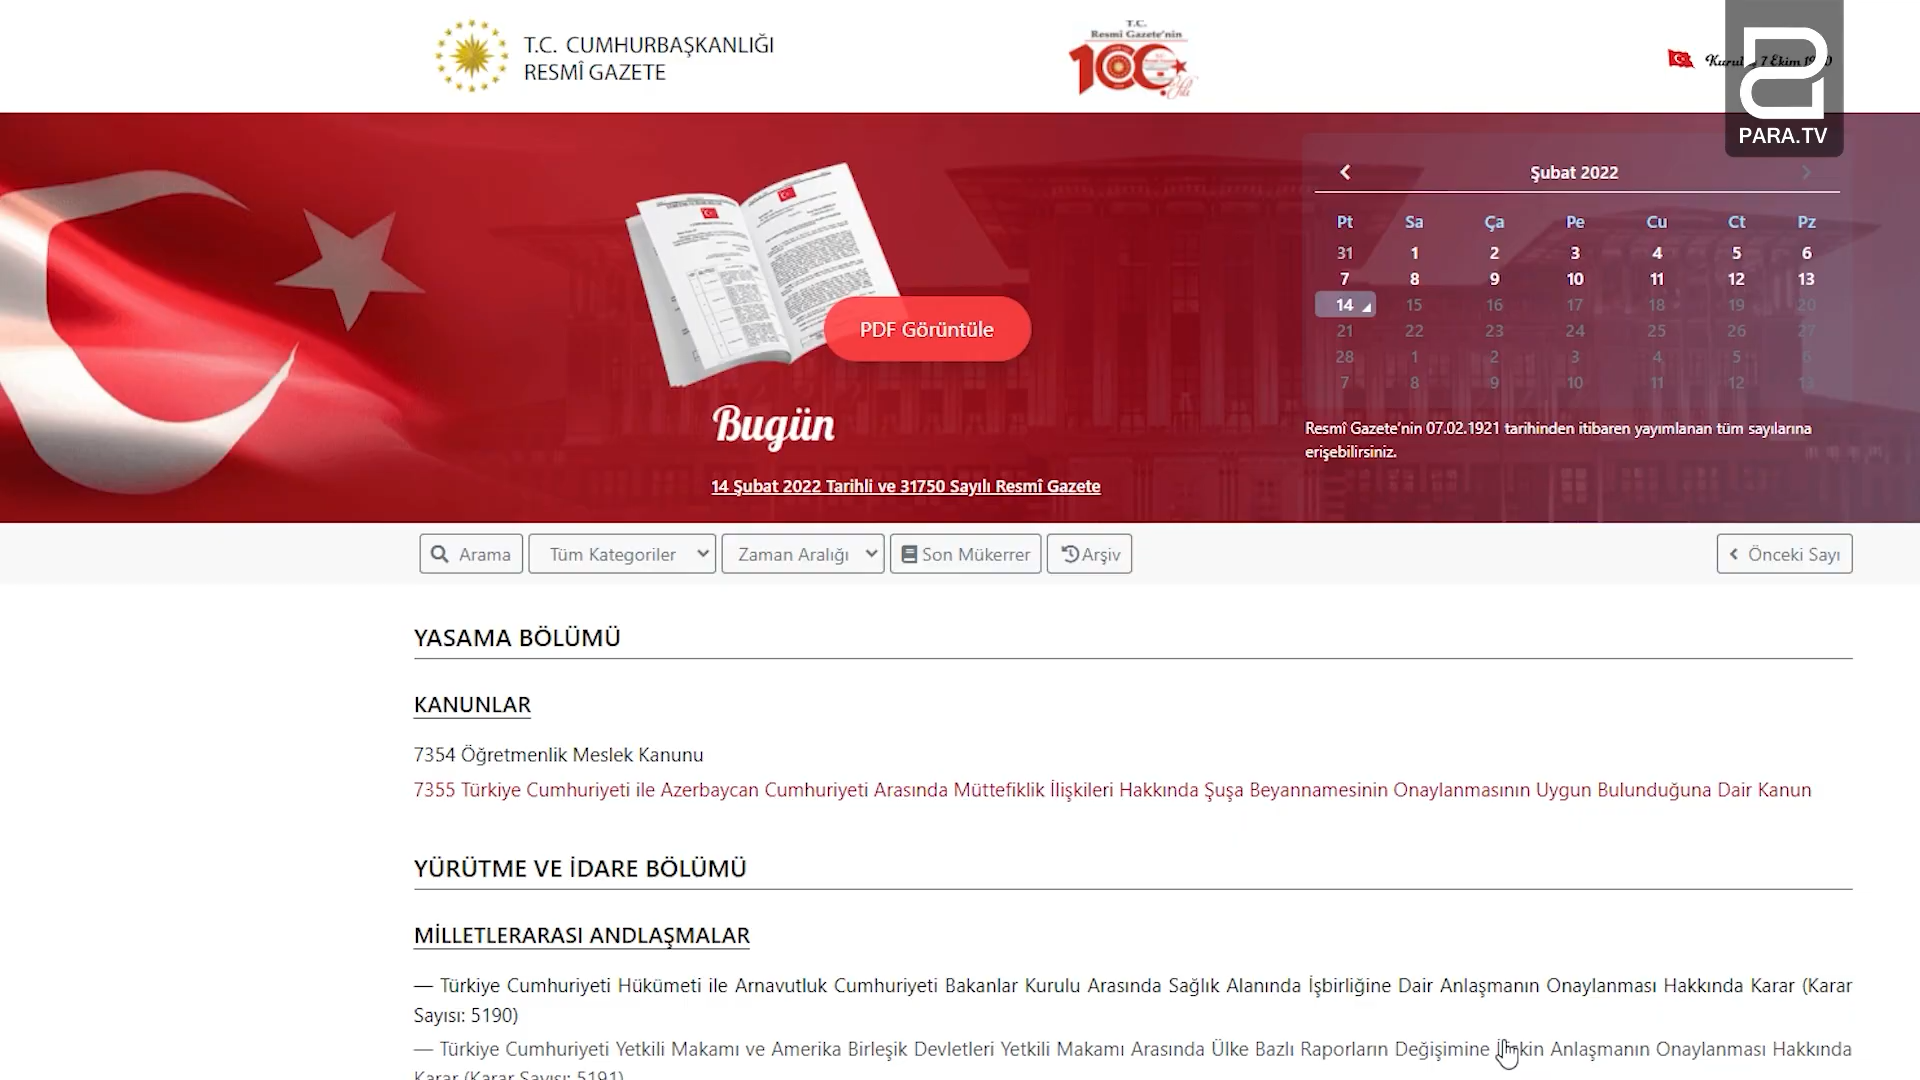 T.C. CUMHURBAŞKANLIĞI
RESMÎ GAZETE
T.C.
Resmî Gazete'nin
100
7 Ekim
PARA.TV
Şubat 2022
Pt Sa Ça Pe Cu Ct Pz
31 1 2 3 4 5 6
7 8 9 10 11 12 13
14 15 16 17 18 19 20
21 22 23 24 25 26 27
28 1 2 3 4 5 6
7 8 9 10 11 12 13
PDF Görüntüle
Bugün
14 Şubat 2022 Tarihli ve 31750 Sayılı Resmî Gazete
Resmî Gazete'nin 07.02.1921 tarihinden itibaren yayımlanan tüm sayılarına
erişebilirsiniz.
Arama Tüm Kategoriler Zaman Aralığı Son Mükerrer Arşiv Önceki Sayı
YASAMA BÖLÜMÜ
KANUNLAR
7354 Öğretmenlik Meslek Kanunu
7355 Türkiye Cumhuriyeti ile Azerbaycan Cumhuriyeti Arasında Müttefiklik İlişkileri Hakkında Şuşa Beyannamesinin Onaylanmasının Uygun Bulunduğuna Dair Kanun
YÜRÜTME VE İDARE BÖLÜMÜ
MİLLETLERARASI ANDLAŞMALAR
— Türkiye Cumhuriyeti Hükümeti ile Arnavutluk Cumhuriyeti Bakanlar Kurulu Arasında Sağlık Alanında İşbirliğine Dair Anlaşmanın Onaylanması Hakkında Karar (Karar
Sayısı: 5190)
— Türkiye Cumhuriyeti Yetkili Makamı ve Amerika Birleşik Devletleri Yetkili Makamı Arasında Ülke Bazlı Raporların Değişimine İlişkin Anlaşmanın Onaylanması Hakkında
Karar (Karar Sayısı: 5191)